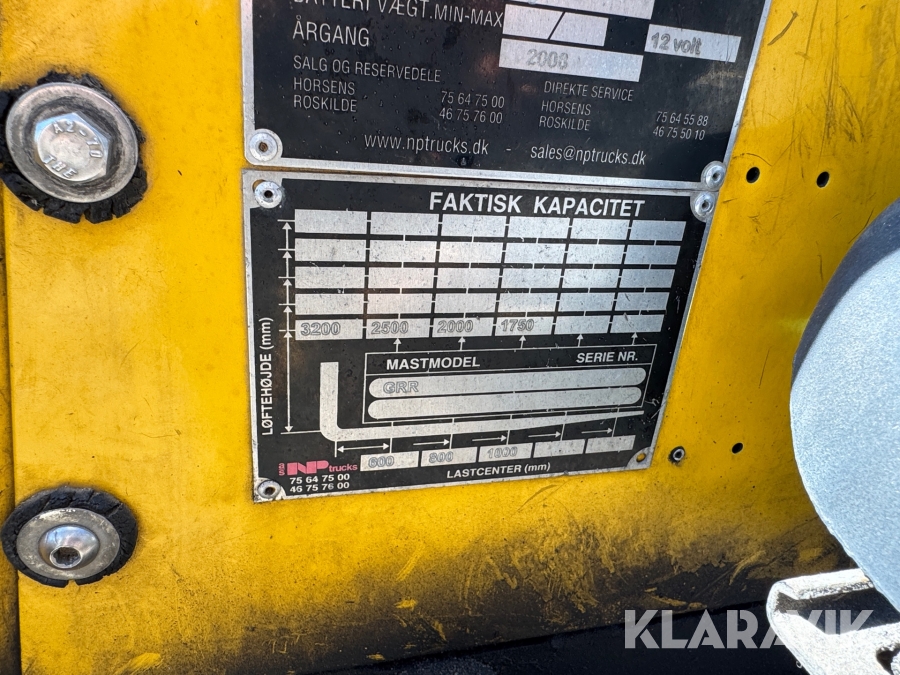 BATTERI VÆGT.MIN-MAX
/
12 volt
ÅRGANG
2008
SALG OG RESERVEDELE
HORSENS 75 64 75 00
ROSKILDE 46 75 76 00
DIREKTE SERVICE
HORSENS 75 64 55 88
ROSKILDE 46 75 50 10
www.nptrucks.dk - sales@nptrucks.dk
A2-70
THE
FAKTISK KAPACITET
3200 2500 2000 1750
LØFTEHØJDE (mm)
MASTMODEL SERIE NR.
GRR
600 800 1000
LASTCENTER (mm)
NP trucks
75 64 75 00
46 75 76 00
KLARAVIK